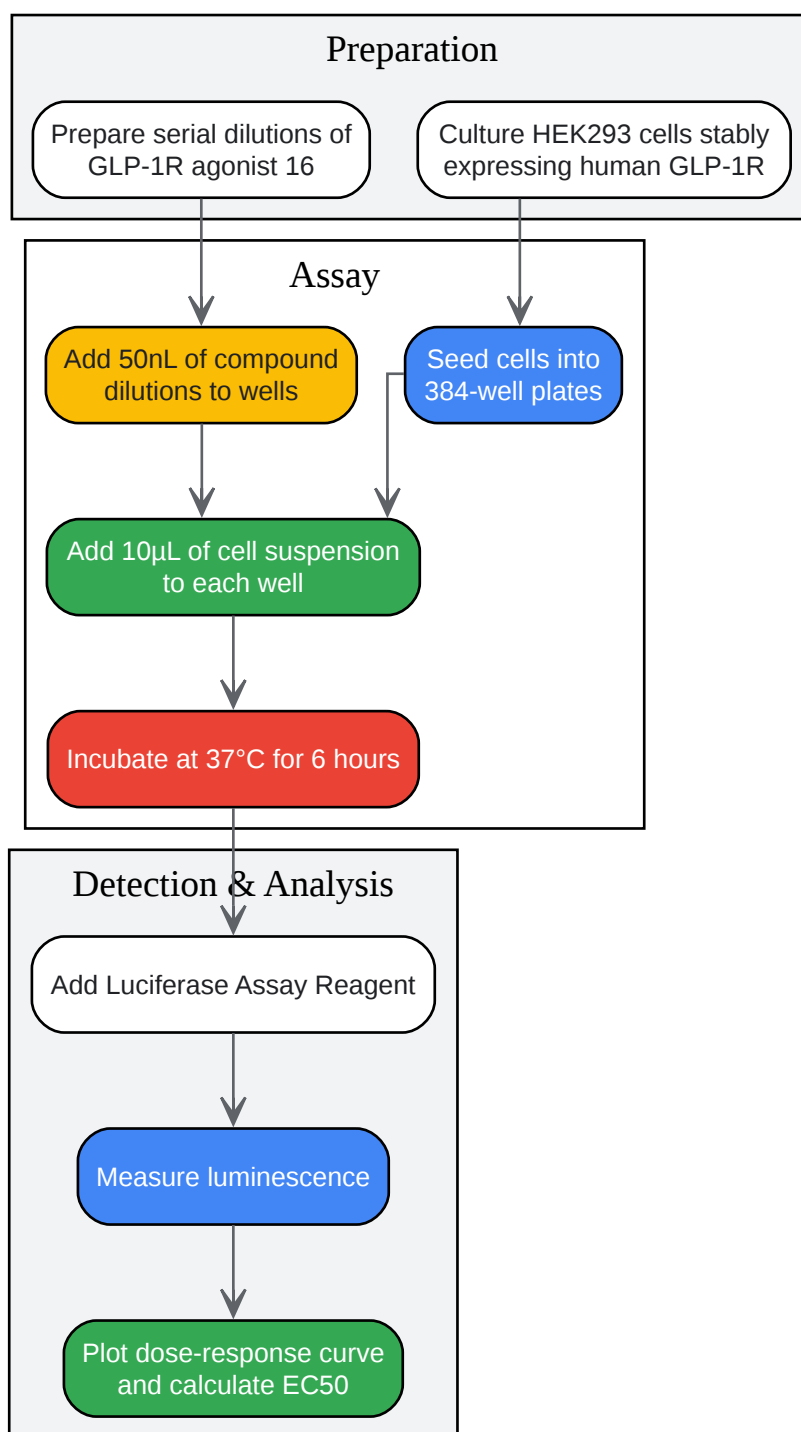 Preparation
Prepare serial dilutions of
GLP-1R agonist 16
Culture HEK293 cells stably
expressing human GLP-1R
Assay
Add 50nL of compound
dilutions to wells
Seed cells into
384-well plates
Add 10µL of cell suspension
to each well
Incubate at 37°C for 6 hours
Detection & Analysis
Add Luciferase Assay Reagent
Measure luminescence
Plot dose-response curve
and calculate EC50